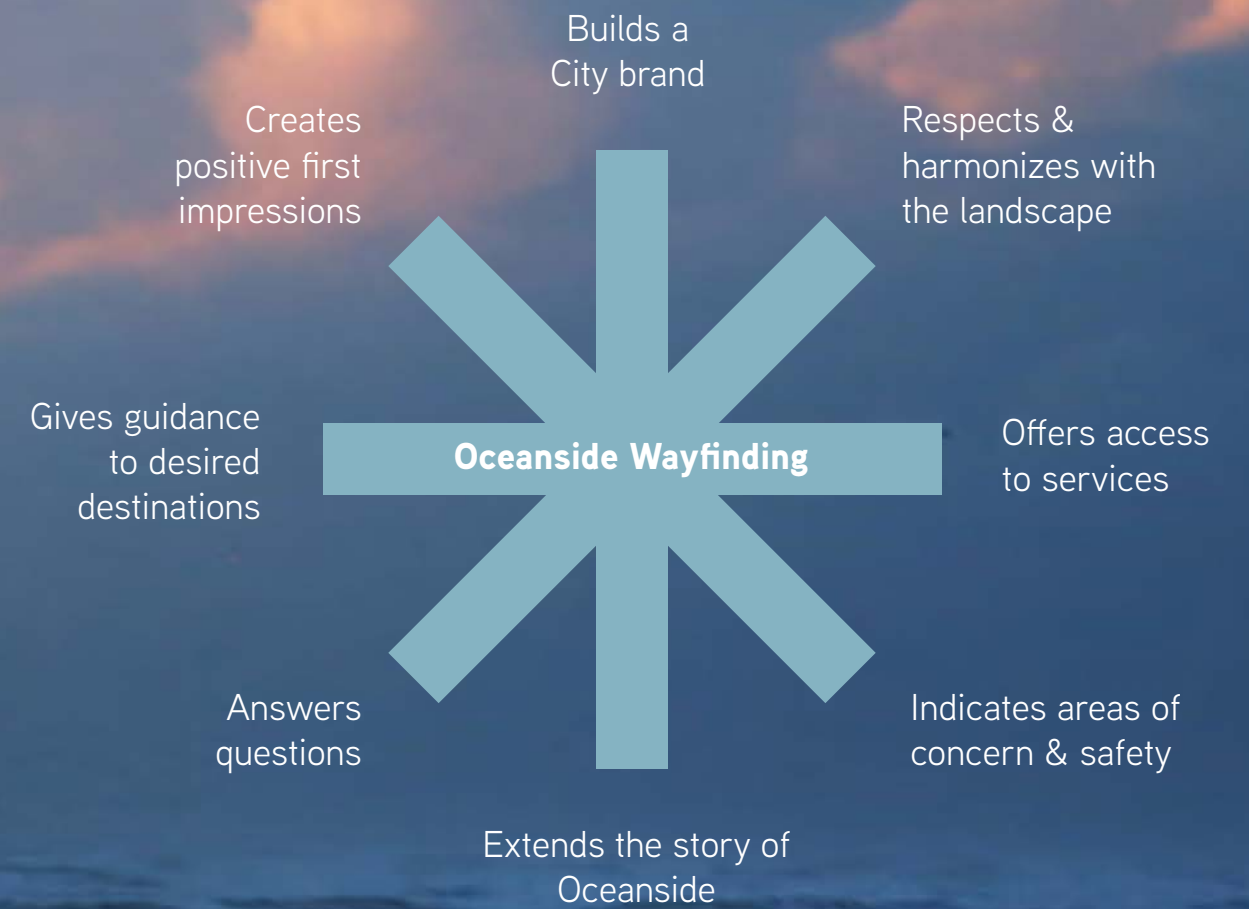 Builds a
City brand
Creates
positive first
impressions
Respects &
harmonizes with
the landscape
Gives guidance
to desired
destinations
Oceanside Wayfinding
Offers access
to services
Answers
questions
Indicates areas of
concern & safety
Extends the story of
Oceanside